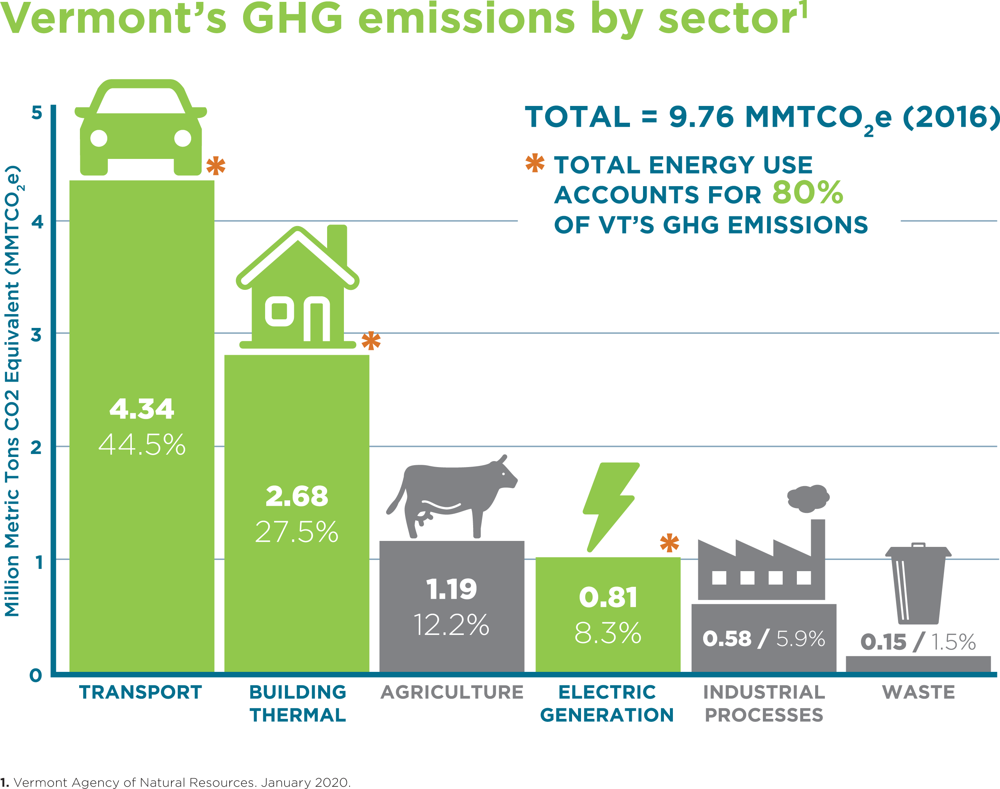 Vermont’s GHG emissions by sector¹
TOTAL = 9.76 MMTCO₂e (2016)
* TOTAL ENERGY USE
ACCOUNTS FOR 80%
OF VT’S GHG EMISSIONS
Million Metric Tons CO2 Equivalent (MMTCO₂e)
5
4
3
2
1
0
*
*
*
4.34
44.5%
2.68
27.5%
1.19
12.2%
0.81
8.3%
0.58 / 5.9%
0.15 / 1.5%
TRANSPORT
BUILDING
THERMAL
AGRICULTURE
ELECTRIC
GENERATION
INDUSTRIAL
PROCESSES
WASTE
1. Vermont Agency of Natural Resources. January 2020.